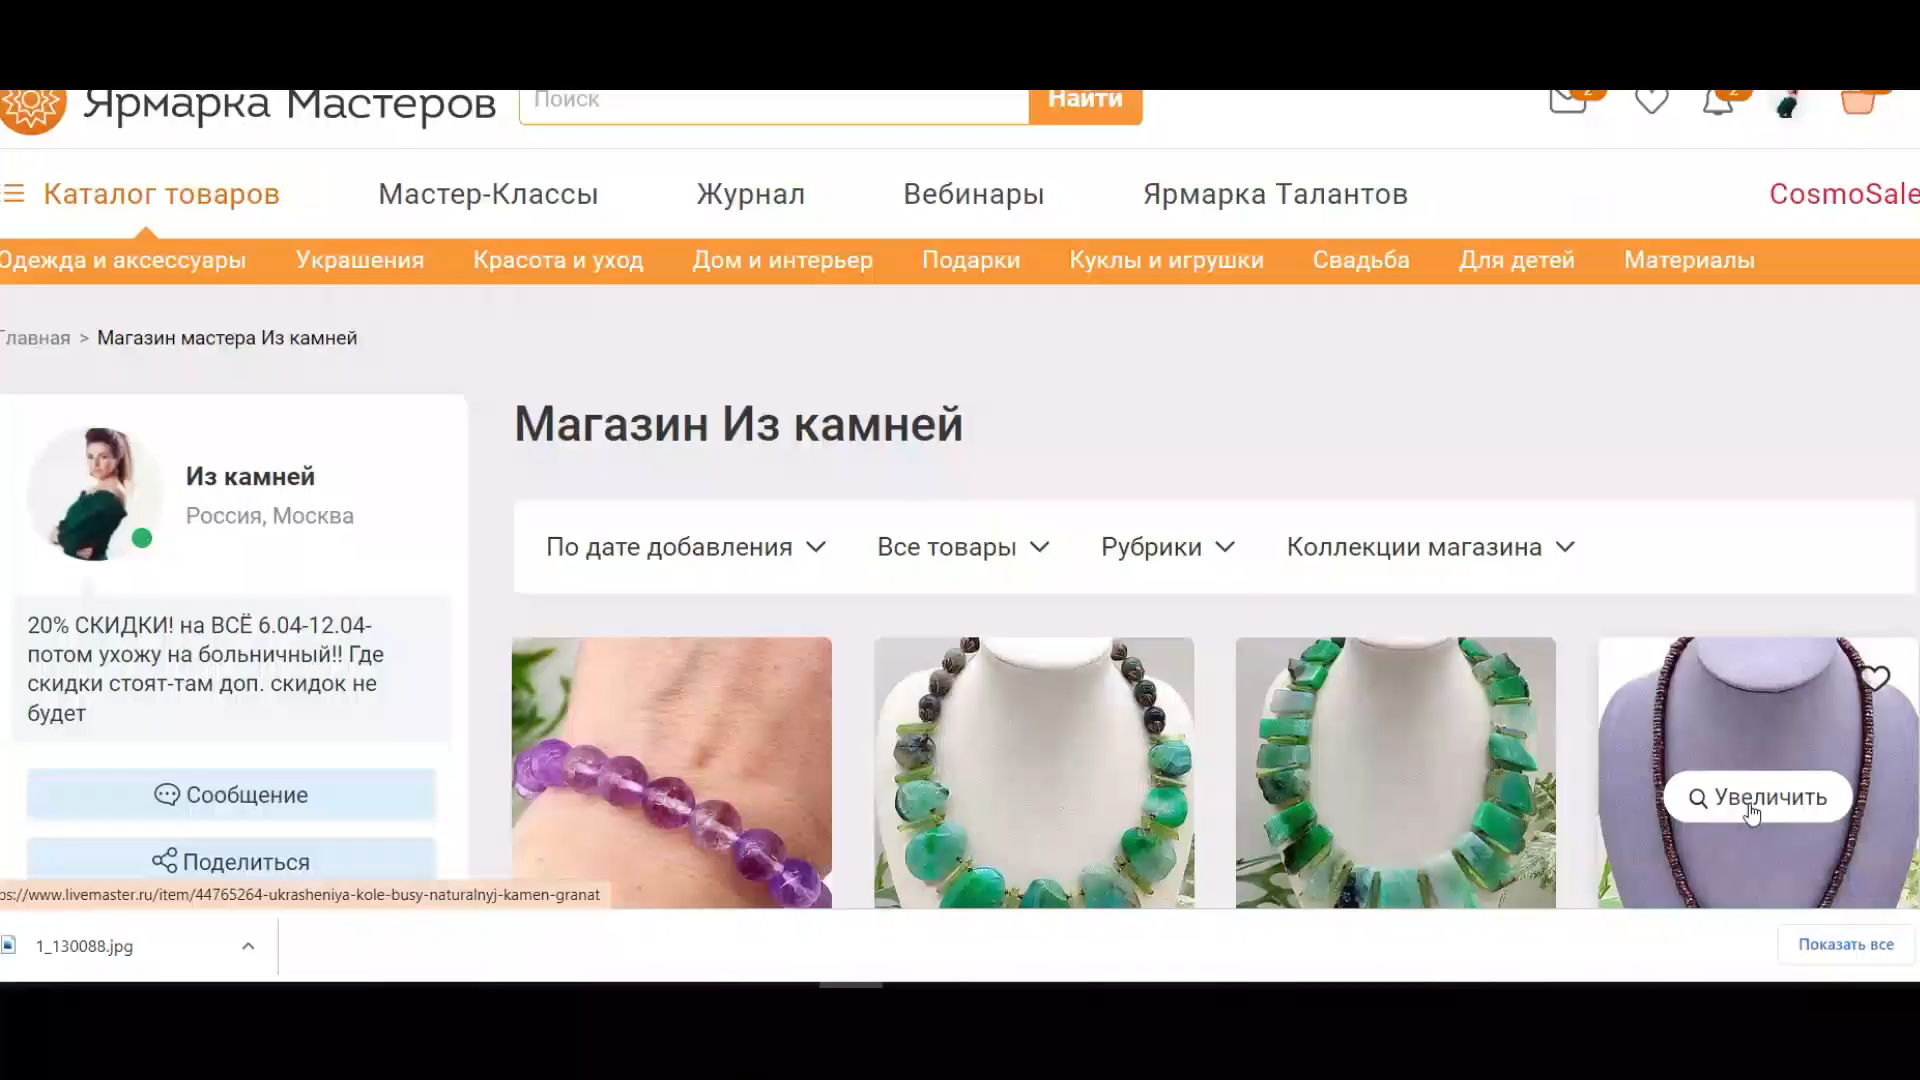 Ярмарка Мастеров
Поиск
Найти
2
2
Каталог товаров
Мастер-Классы
Журнал
Вебинары
Ярмарка Талантов
CosmoSale
Одежда и аксессуары
Украшения
Красота и уход
Дом и интерьер
Подарки
Куклы и игрушки
Свадьба
Для детей
Материалы
Главная > Магазин мастера Из камней
Из камней
Россия, Москва
20% СКИДКИ! на ВСЁ 6.04-12.04-
потом ухожу на больничный!! Где
скидки стоят-там доп. скидок не
будет
Сообщение
Поделиться
Магазин Из камней
По дате добавления
Все товары
Рубрики
Коллекции магазина
Увеличить
ps://www.livemaster.ru/item/44765264-ukrasheniya-kole-busy-naturalnyj-kamen-granat
1_130088.jpg
Показать все